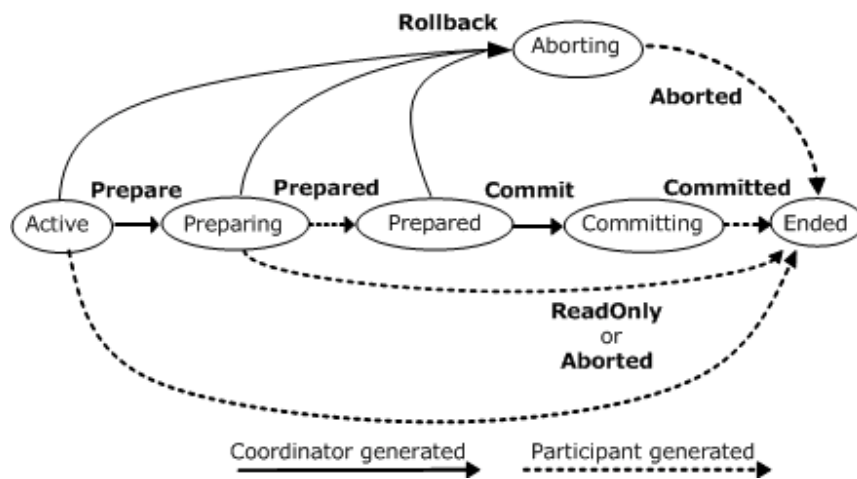 Rollback
Aborting
Aborted
Prepare
Prepared
Commit
Committed
Active
Preparing
Prepared
Committing
Ended
ReadOnly
or
Aborted
Coordinator generated
Participant generated